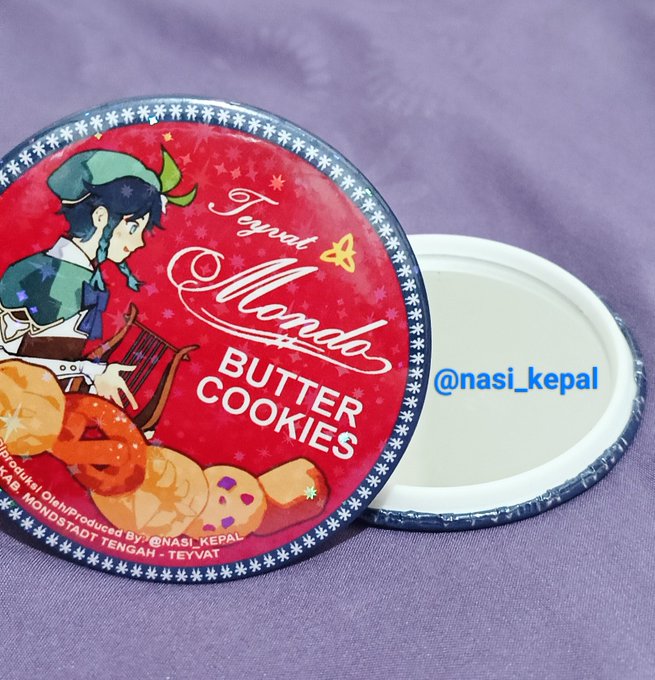 Teyvat
Mondo
BUTTER
COOKIES
Diproduksi Oleh/Produced By: @NASI_KEPAL
KAB. MONDSTADT TENGAH - TEYVAT
@nasi_kepal